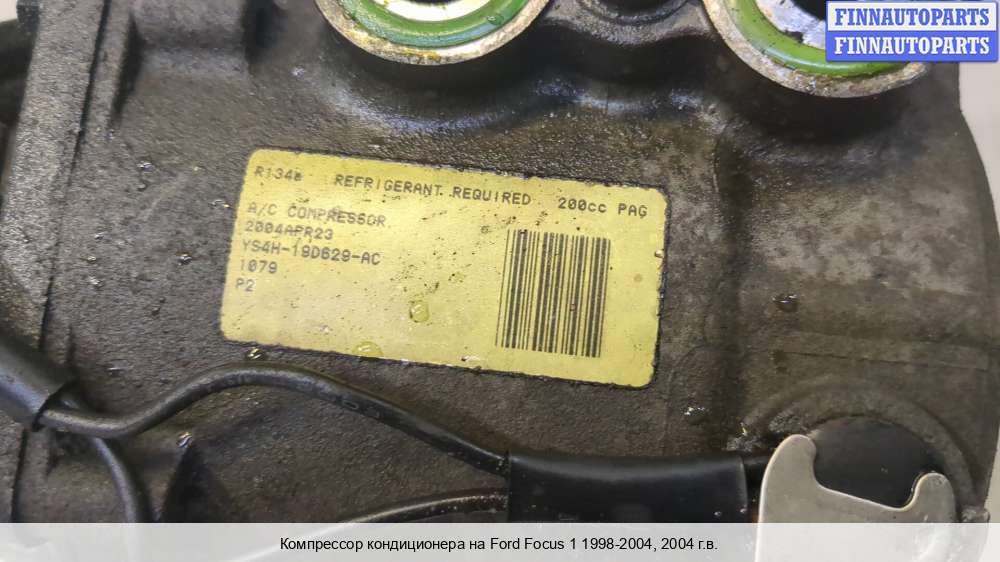 FINNAUTOPARTS
FINNAUTOPARTS
R134a REFRIGERANT REQUIRED 200cc PAG
A/C COMPRESSOR
2004APR23
YS4H-19D629-AC
1079
P2
Компрессор кондиционера на Ford Focus 1 1998-2004, 2004 г.в.